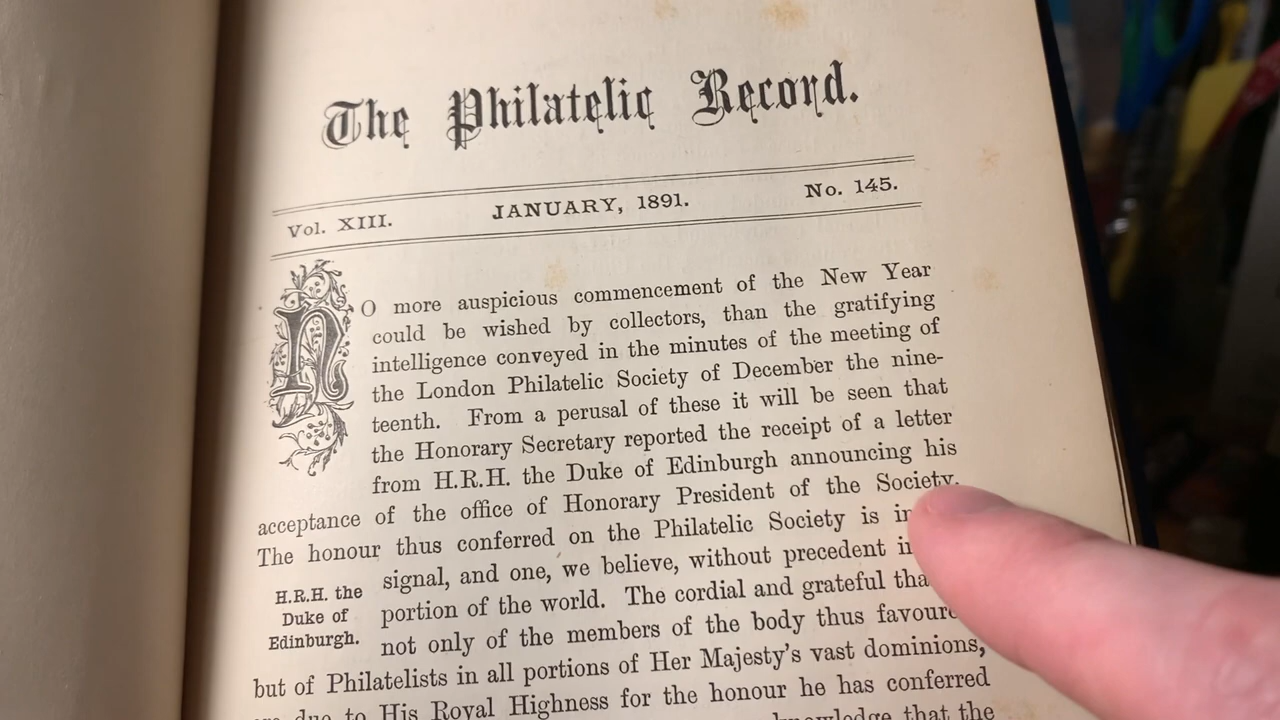 The Philatelic Record.
Vol. XIII. JANUARY, 1891. No. 145.
NO more auspicious commencement of the New Year
could be wished by collectors, than the gratifying
intelligence conveyed in the minutes of the meeting of
the London Philatelic Society of December the nine-
teenth. From a perusal of these it will be seen that
the Honorary Secretary reported the receipt of a letter
from H.R.H. the Duke of Edinburgh announcing his
acceptance of the office of Honorary President of the Society.
The honour thus conferred on the Philatelic Society is
H.R.H. the
Duke of
Edinburgh.
signal, and one, we believe, without precedent
portion of the world. The cordial and grateful
not only of the members of the body thus
but of Philatelists in all portions of Her Majesty's vast dominions,
due to His Royal Highness for the honour he has conferred
that the